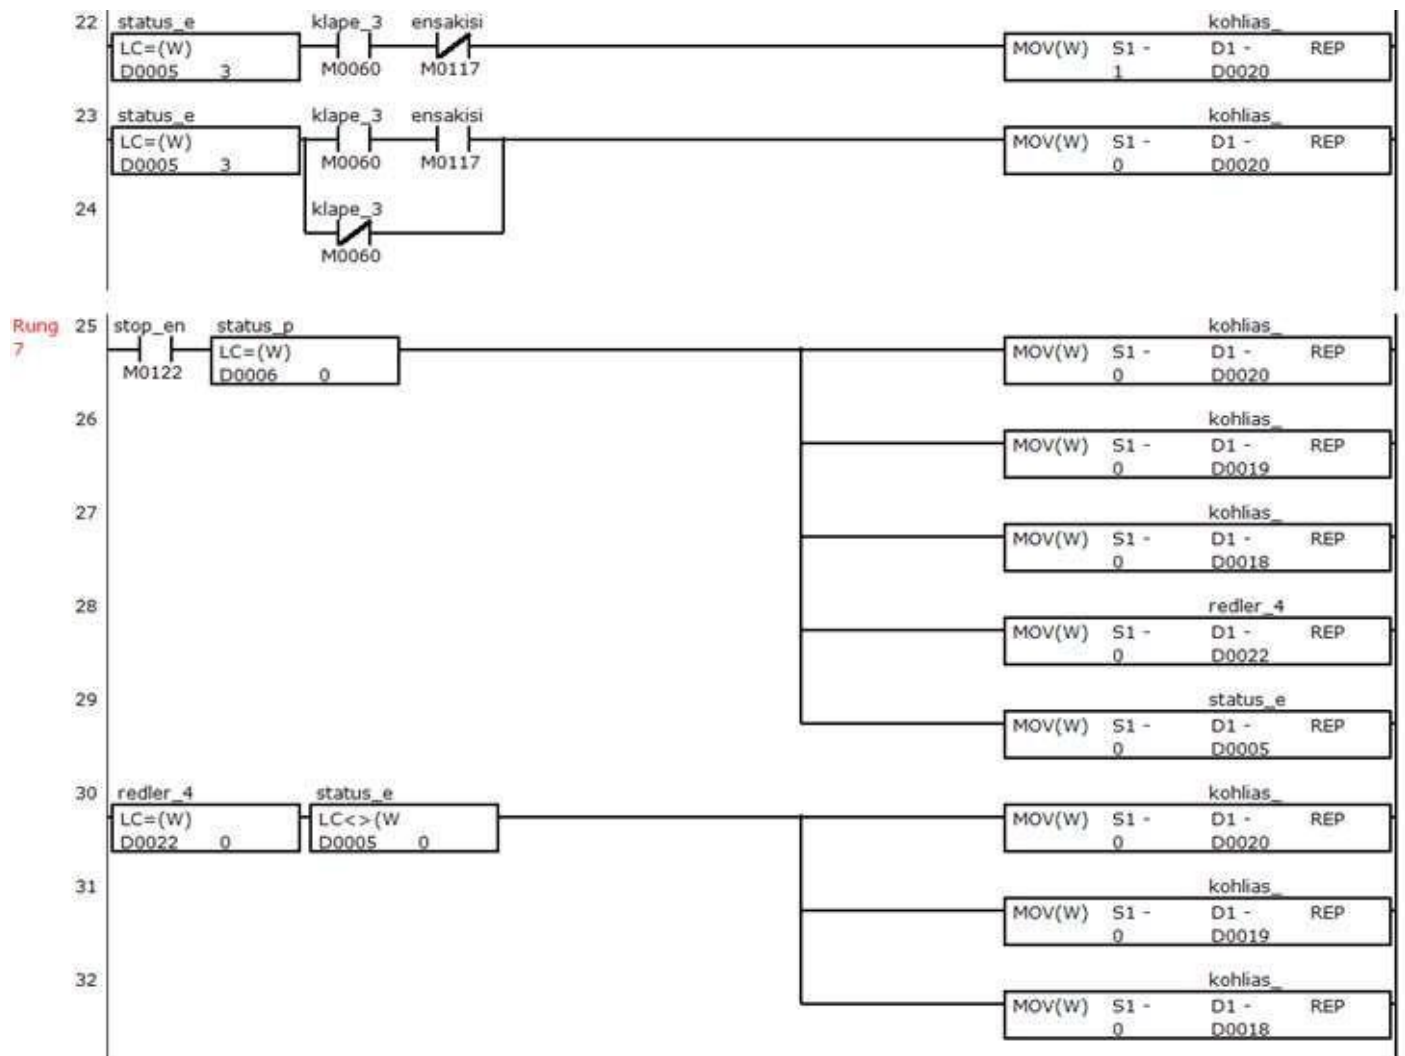 22 status_e klape_3 ensakisi kohlias_
LC=(W) MOV(W) S1 - D1 - REP
D0005 3 M0060 M0117 1 D0020
23 status_e klape_3 ensakisi kohlias_
LC=(W) MOV(W) S1 - D1 - REP
D0005 3 M0060 M0117 0 D0020
24 klape_3
M0060
Rung 25 stop_en status_p kohlias_
7 LC=(W) MOV(W) S1 - D1 - REP
M0122 D0006 0 0 D0020
26 kohlias_
MOV(W) S1 - D1 - REP
0 D0019
27 kohlias_
MOV(W) S1 - D1 - REP
0 D0018
28 redler_4
MOV(W) S1 - D1 - REP
0 D0022
29 status_e
MOV(W) S1 - D1 - REP
0 D0005
30 redler_4 status_e kohlias_
LC=(W) LC<>(W MOV(W) S1 - D1 - REP
D0022 0 D0005 0 0 D0020
31 kohlias_
MOV(W) S1 - D1 - REP
0 D0019
32 kohlias_
MOV(W) S1 - D1 - REP
0 D0018